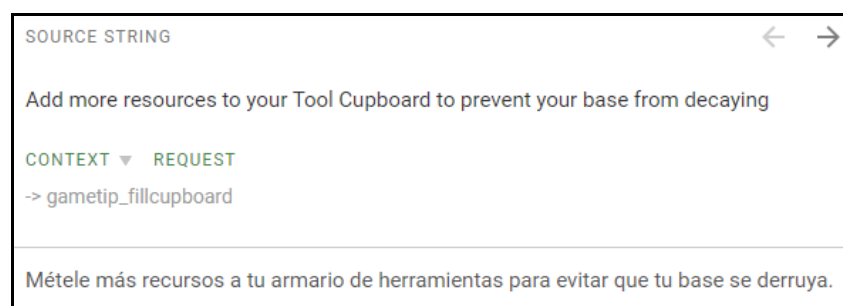 SOURCE STRING
Add more resources to your Tool Cupboard to prevent your base from decaying
CONTEXT REQUEST
-> gametip_fillcupboard
Métele más recursos a tu armario de herramientas para evitar que tu base se derruya.